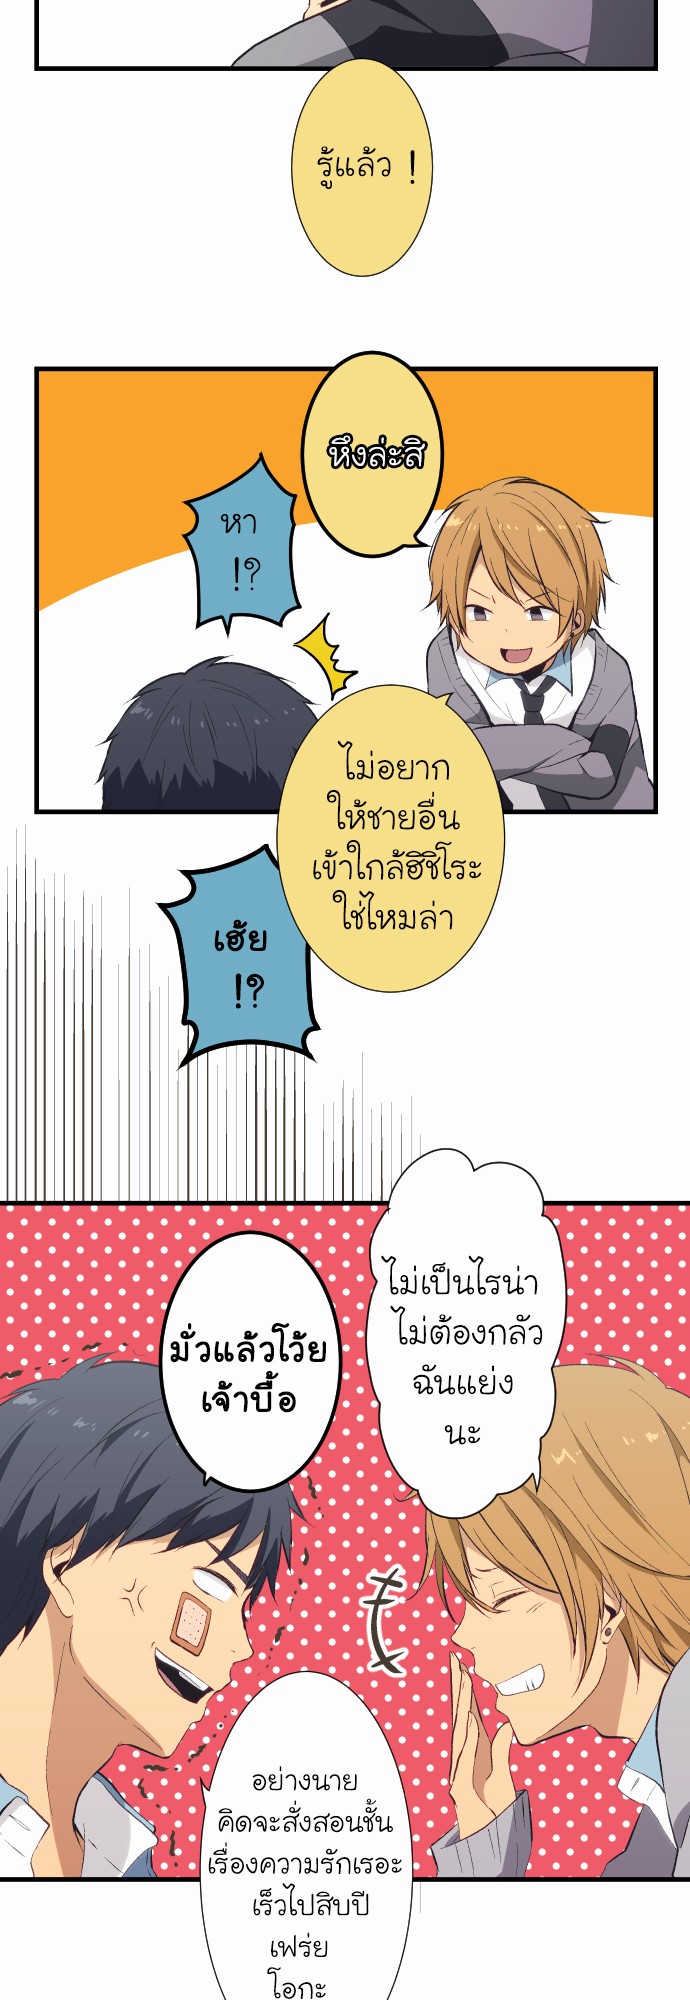 รู้แล้ว !
หึงล่ะสิ
หา
!?
ไม่อยาก
ให้ชายอื่น
เข้าใกล้ฮิชิโระ
ใช่ไหมล่า
เฮ้ย
!?
ไม่เป็นไรน่า
ไม่ต้องกลัว
ฉันแย่ง
นะ
มั่วแล้วโว้ย
เจ้าบื้อ
อย่างนาย
คิดจะสั่งสอนชั้น
เรื่องความรักเรอะ
เร็วไปสิบปี
เฟร่ย
โอกะ